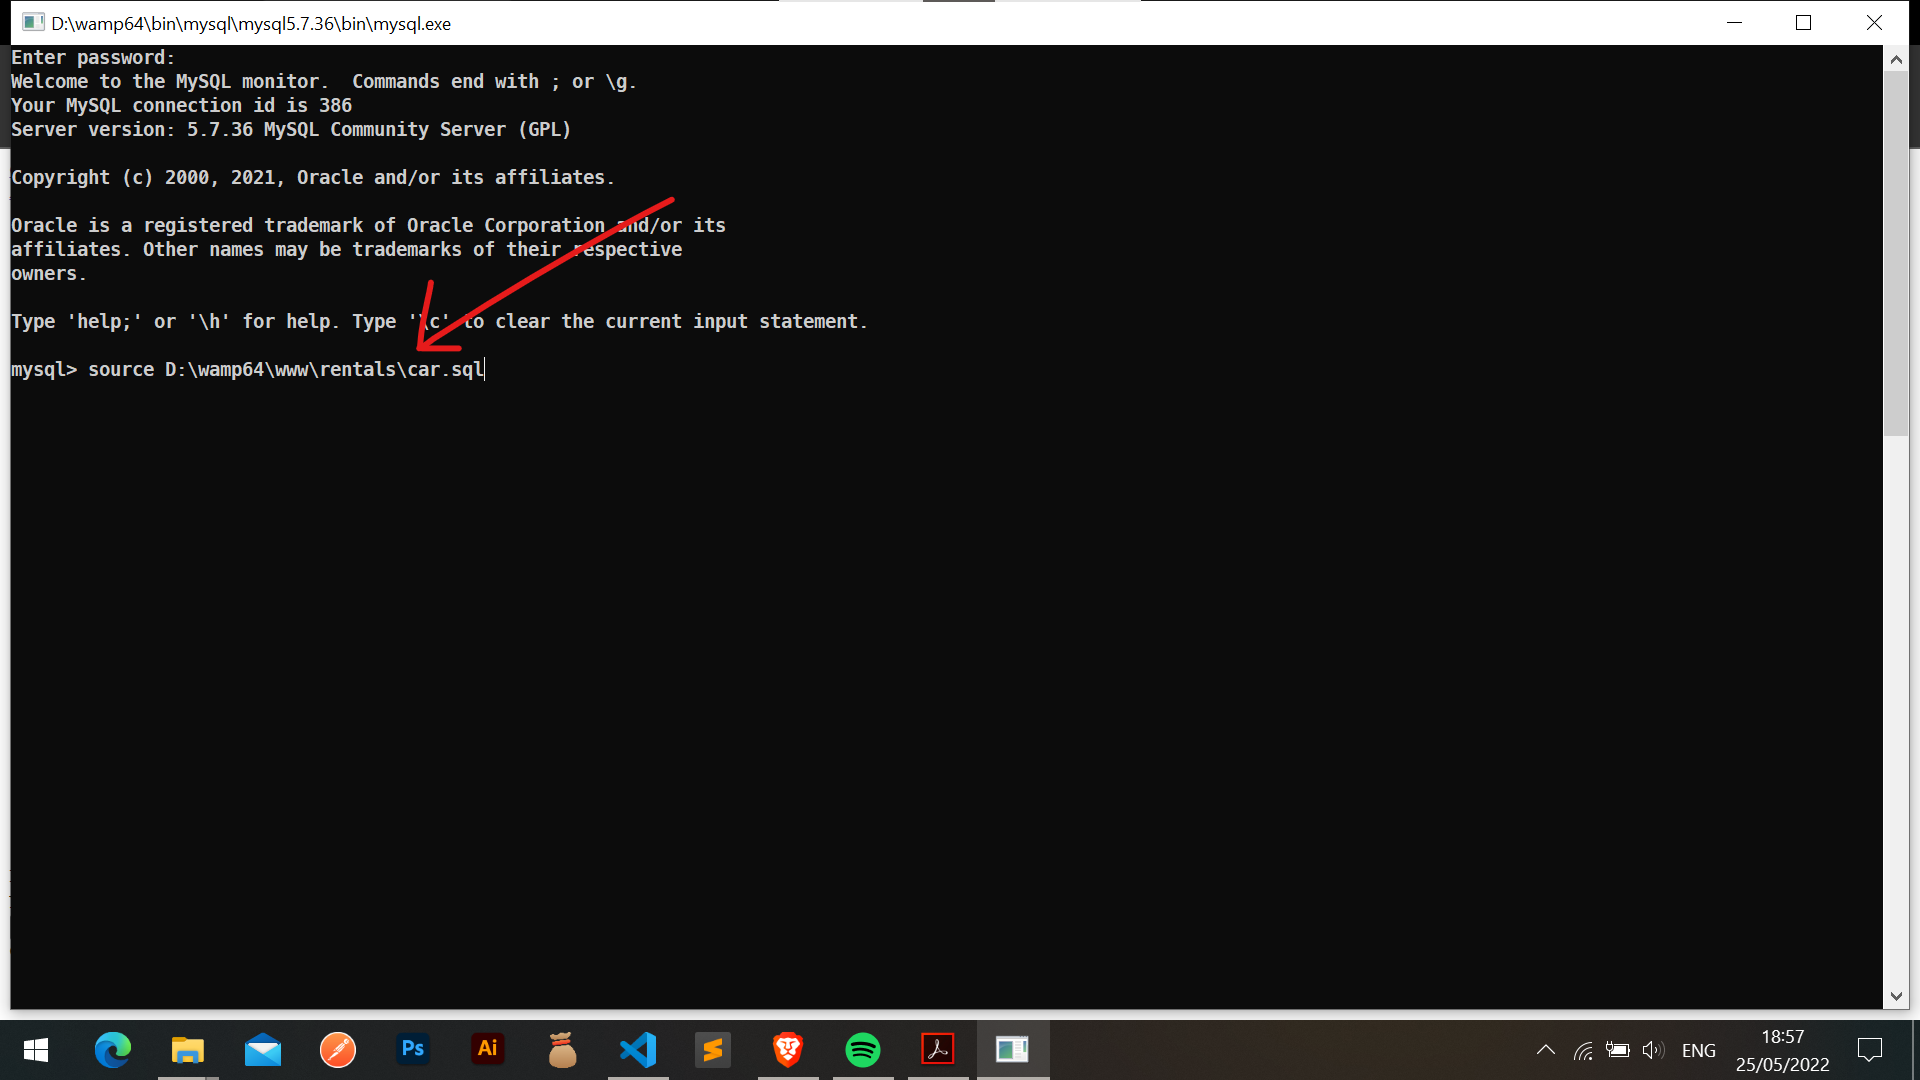 D:\wamp64\bin\mysql\mysql5.7.36\bin\mysql.exe
Enter password:
Welcome to the MySQL monitor.  Commands end with ; or \g.
Your MySQL connection id is 386
Server version: 5.7.36 MySQL Community Server (GPL)
Copyright (c) 2000, 2021, Oracle and/or its affiliates.
Oracle is a registered trademark of Oracle Corporation and/or its
affiliates. Other names may be trademarks of their respective
owners.
Type 'help;' or '\h' for help. Type '\c' to clear the current input statement.
mysql> source D:\wamp64\www\rentals\car.sql
Ps
Ai
ENG
18:57
25/05/2022